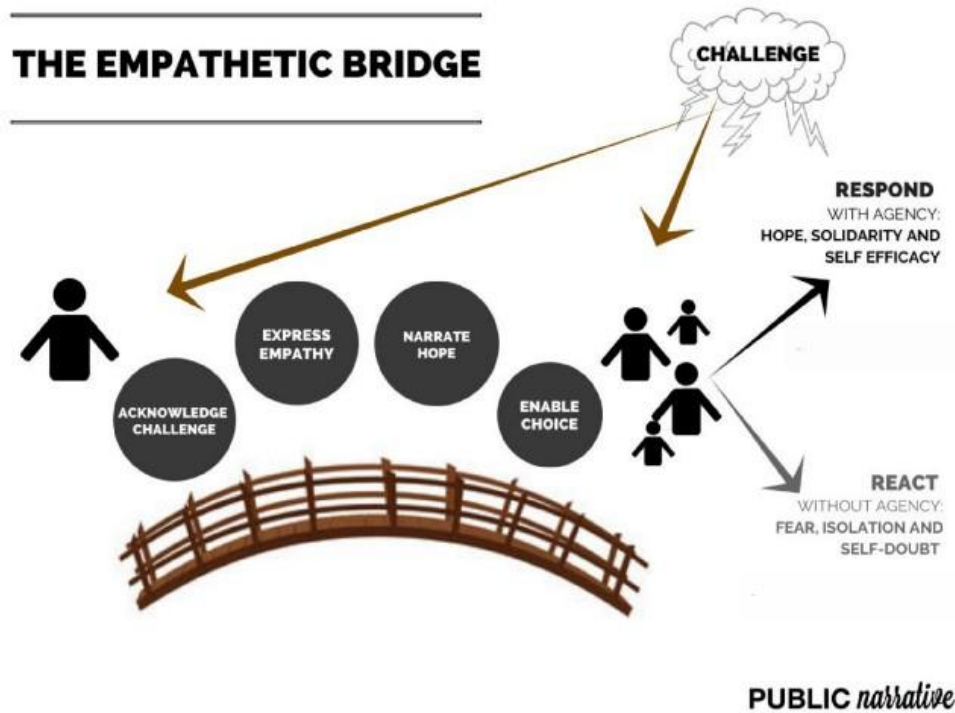 THE EMPATHETIC BRIDGE
CHALLENGE
RESPOND
WITH AGENCY:
HOPE, SOLIDARITY AND
SELF EFFICACY
EXPRESS
EMPATHY
NARRATE
HOPE
ACKNOWLEDGE
CHALLENGE
ENABLE
CHOICE
REACT
WITHOUT AGENCY:
FEAR, ISOLATION AND
SELF-DOUBT
PUBLIC narrative